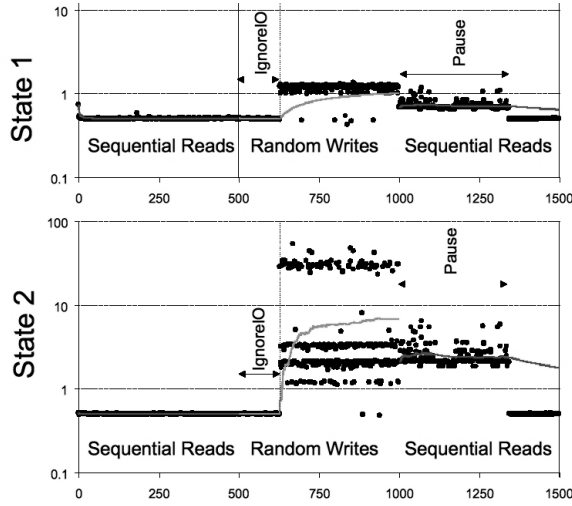 State 1
10
1
0.1
IgnoreIO
Pause
Sequential Reads Random Writes Sequential Reads
0 250 500 750 1000 1250 1500
State 2
100
10
1
0.1
IgnoreIO
Pause
Sequential Reads Random Writes Sequential Reads
0 250 500 750 1000 1250 1500